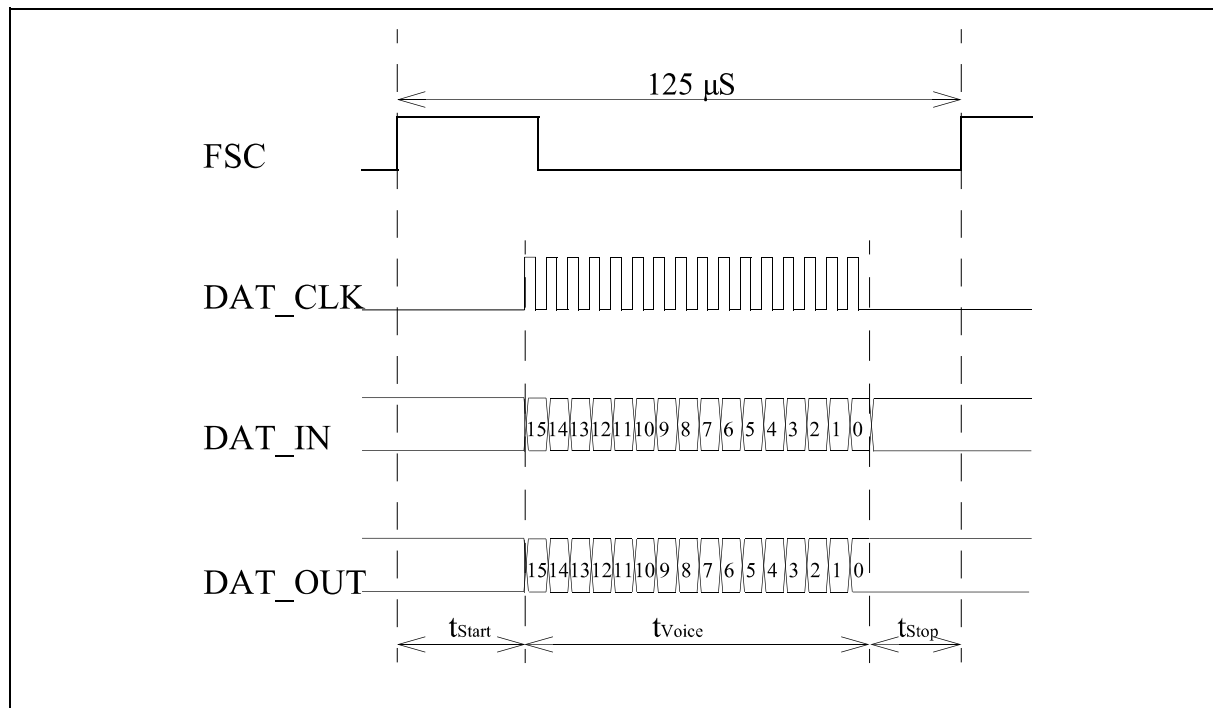 125 μS
FSC
DAT_CLK
DAT_IN
15 14 13 12 11 10 9 8 7 6 5 4 3 2 1 0
DAT_OUT
15 14 13 12 11 10 9 8 7 6 5 4 3 2 1 0
tStart tVoice tStop